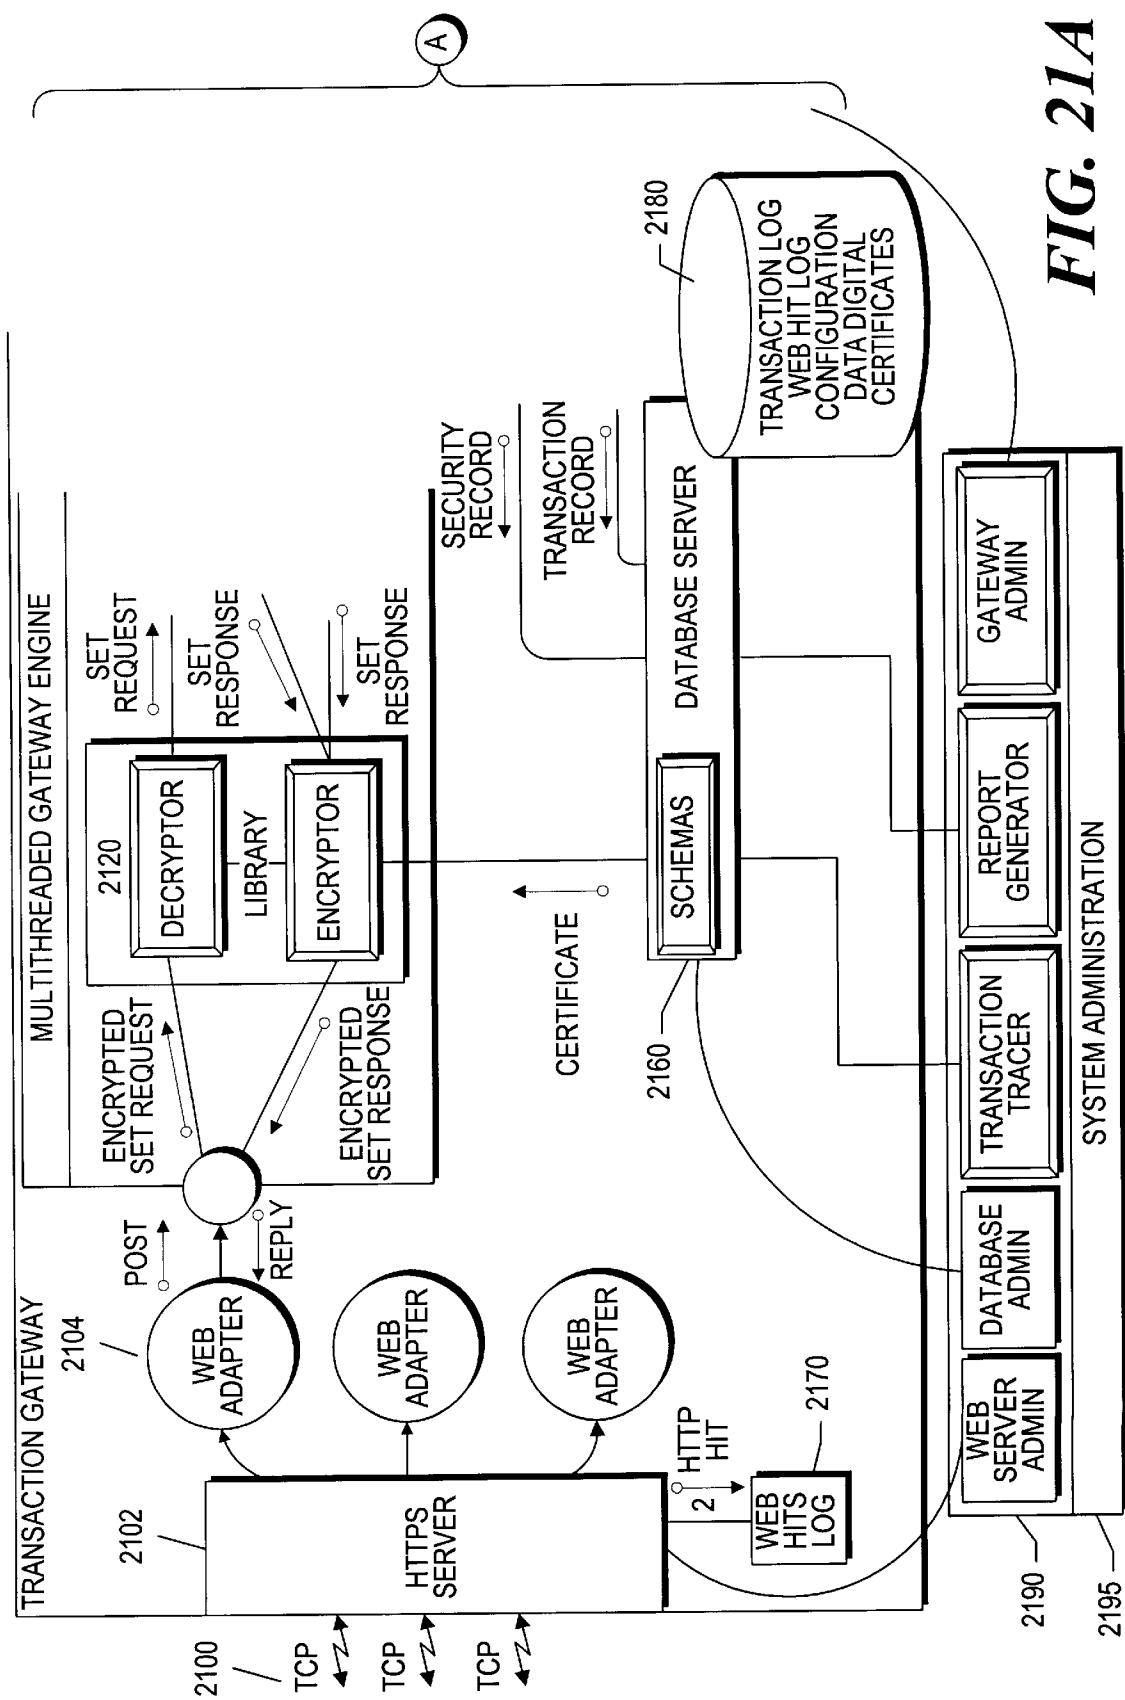 A
FIG. 21A
TRANSACTION GATEWAY
MULTITHREADED GATEWAY ENGINE
2100
TCP
TCP
TCP
2102
HTTPS
SERVER
2104
WEB
ADAPTER
WEB
ADAPTER
WEB
ADAPTER
POST
REPLY
ENCRYPTED
SET REQUEST
ENCRYPTED
SET RESPONSE
2120
DECRYPTOR
LIBRARY
ENCRYPTOR
SET
REQUEST
SET
RESPONSE
SET
RESPONSE
SECURITY
RECORD
TRANSACTION
RECORD
CERTIFICATE
2160
SCHEMAS
DATABASE SERVER
2180
TRANSACTION LOG
WEB HIT LOG
CONFIGURATION
DATA DIGITAL
CERTIFICATES
HTTP
HIT
2
2170
WEB
HITS
LOG
2190
WEB
SERVER
ADMIN
DATABASE
ADMIN
TRANSACTION
TRACER
REPORT
GENERATOR
GATEWAY
ADMIN
2195
SYSTEM ADMINISTRATION